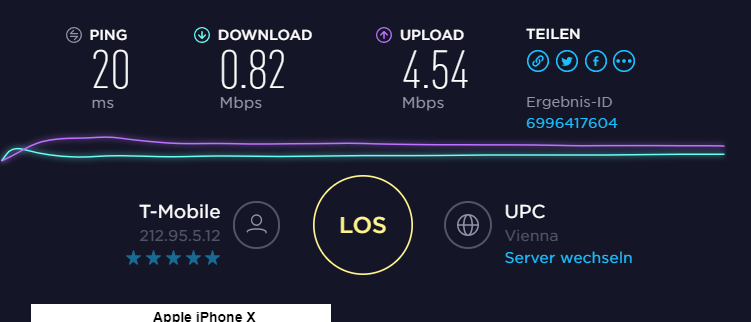 PING
20
ms
DOWNLOAD
0.82
Mbps
UPLOAD
4.54
Mbps
TEILEN
Ergebnis-ID
6996417604
T-Mobile
212.95.5.12
LOS
UPC
Vienna
Server wechseln
Apple iPhone X